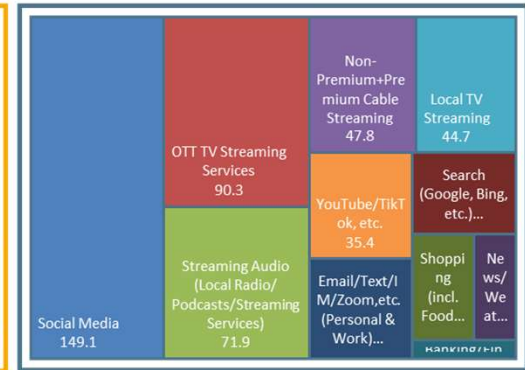 Social Media
149.1
OTT TV Streaming
Services
90.3
Streaming Audio
(Local Radio/
Podcasts/Streaming
Services)
71.9
Non-
Premium+Pre
mium Cable
Streaming
47.8
YouTube/TikT
ok, etc.
35.4
Email/Text/I
M/Zoom,etc.
(Personal &
Work)...
Local TV
Streaming
44.7
Search
(Google, Bing,
etc.)...
Shoppi
ng
(incl.
Food...
Ne
ws/
We
at...
Banking/Fin